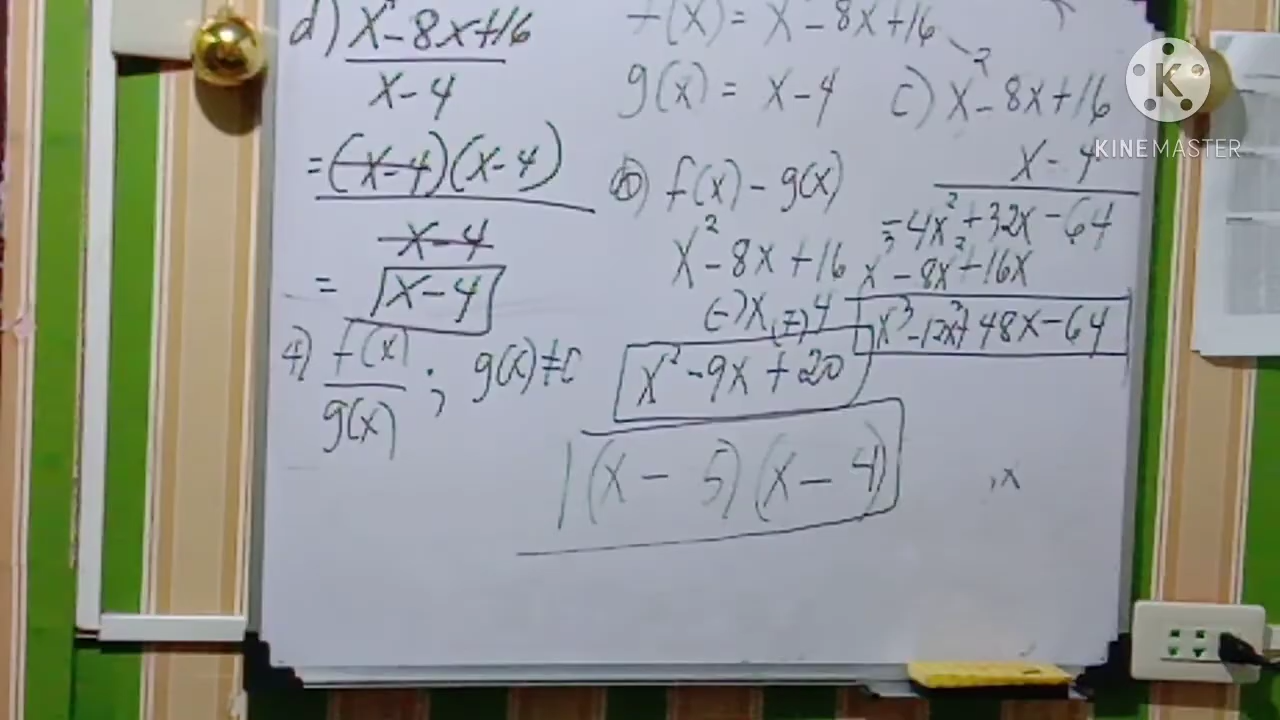 d) x²-8x+16
x-4
=(x-4)(x-4)
x-4
= x-4
4) f(x) ; g(x)≠0
g(x)
f(x) = x-8x+16
g(x) = x-4
b) f(x) - g(x)
x²-8x+16
(-)x (+) 4
x²-9x+20
(x-5)(x-4)
c) x²-8x+16
x-4
-4x²+32x-64
x³-8x²+16x
x³-12x²+48x-64
,x
K
KINEMASTER